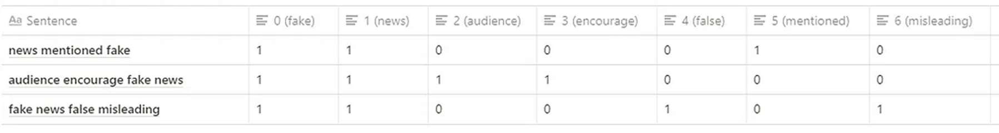 Aa Sentence 0 (fake) 1 (news) 2 (audience) 3 (encourage) 4 (false) 5 (mentioned) 6 (misleading)
news mentioned fake 1 1 0 0 0 1 0
audience encourage fake news 1 1 1 1 0 0 0
fake news false misleading 1 1 0 0 1 0 1